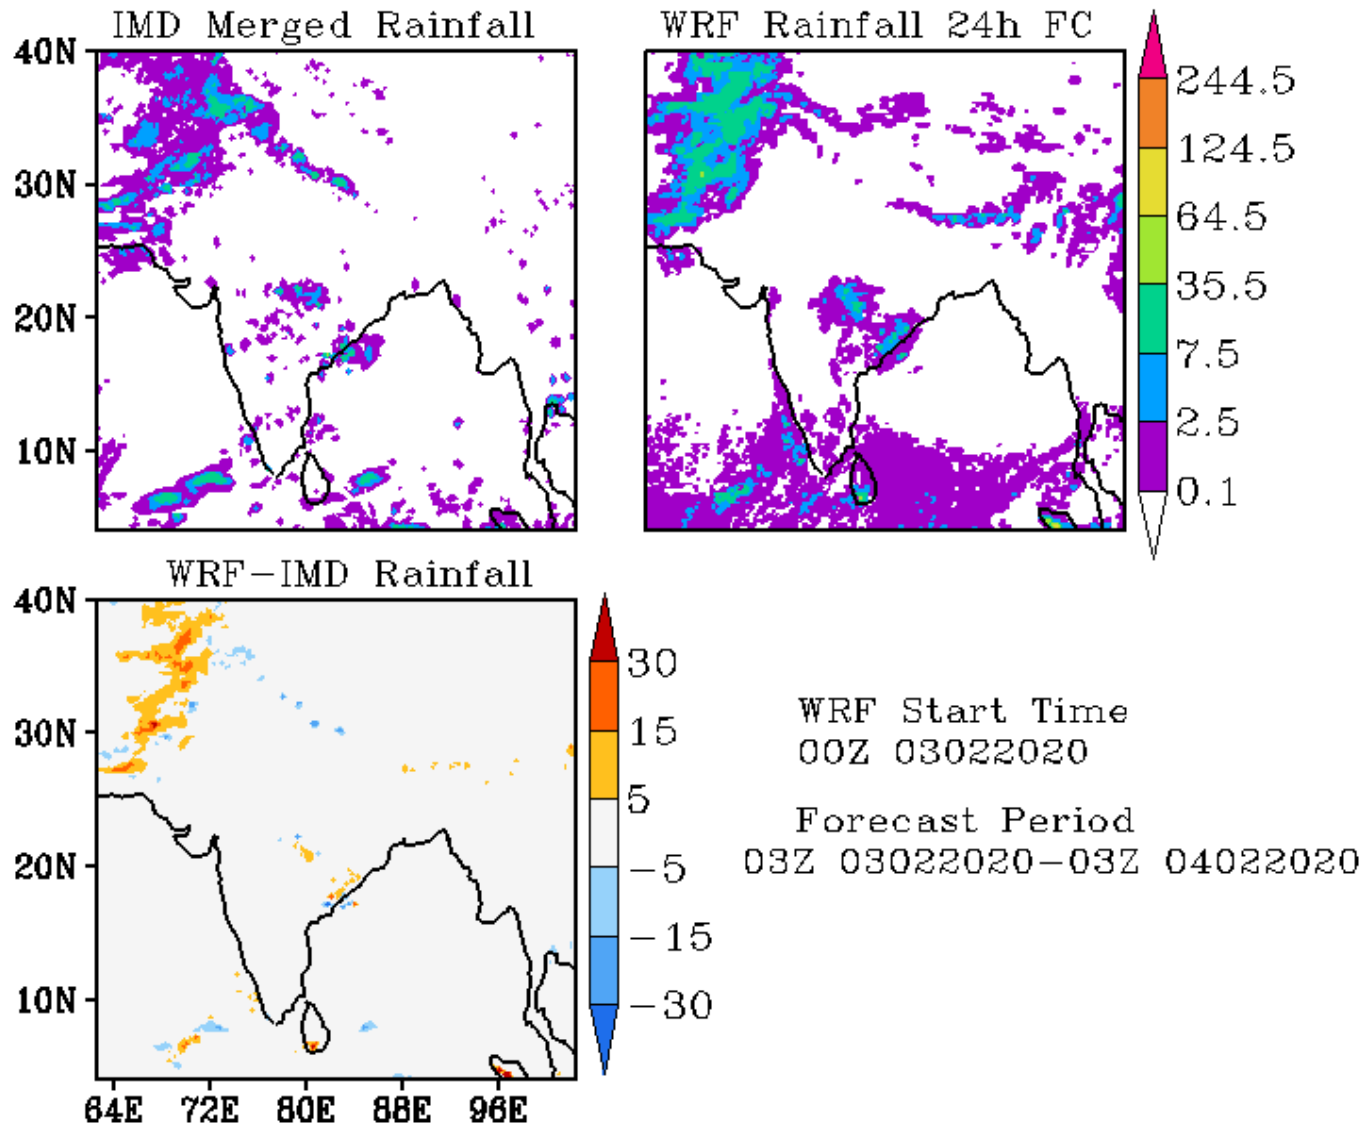 IMD Merged Rainfall
WRF Rainfall 24h FC
40N
30N
20N
10N
244.5
124.5
64.5
35.5
7.5
2.5
0.1
WRF-IMD Rainfall
40N
30N
20N
10N
64E 72E 80E 88E 96E
30
15
5
-5
-15
-30
WRF Start Time
00Z 03022020
Forecast Period
03Z 03022020-03Z 04022020